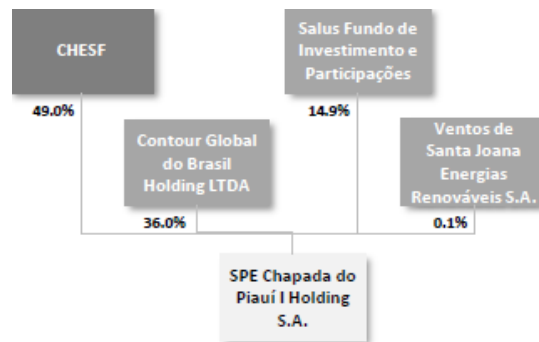 CHESF
Salus Fundo de
Investimento e
Participações
49.0%
14.9%
Contour Global
do Brasil
Holding LTDA
Ventos de
Santa Joana
Energias
Renováveis S.A.
36.0%
0.1%
SPE Chapada do
Piauí I Holding
S.A.